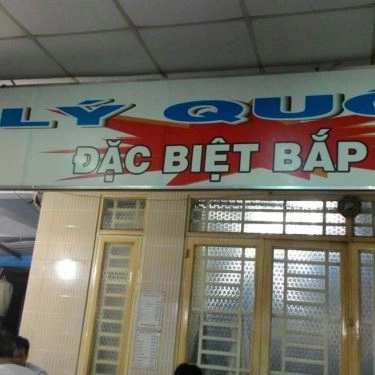 LÝ QUỐ
ĐẶC BIỆT BẮP